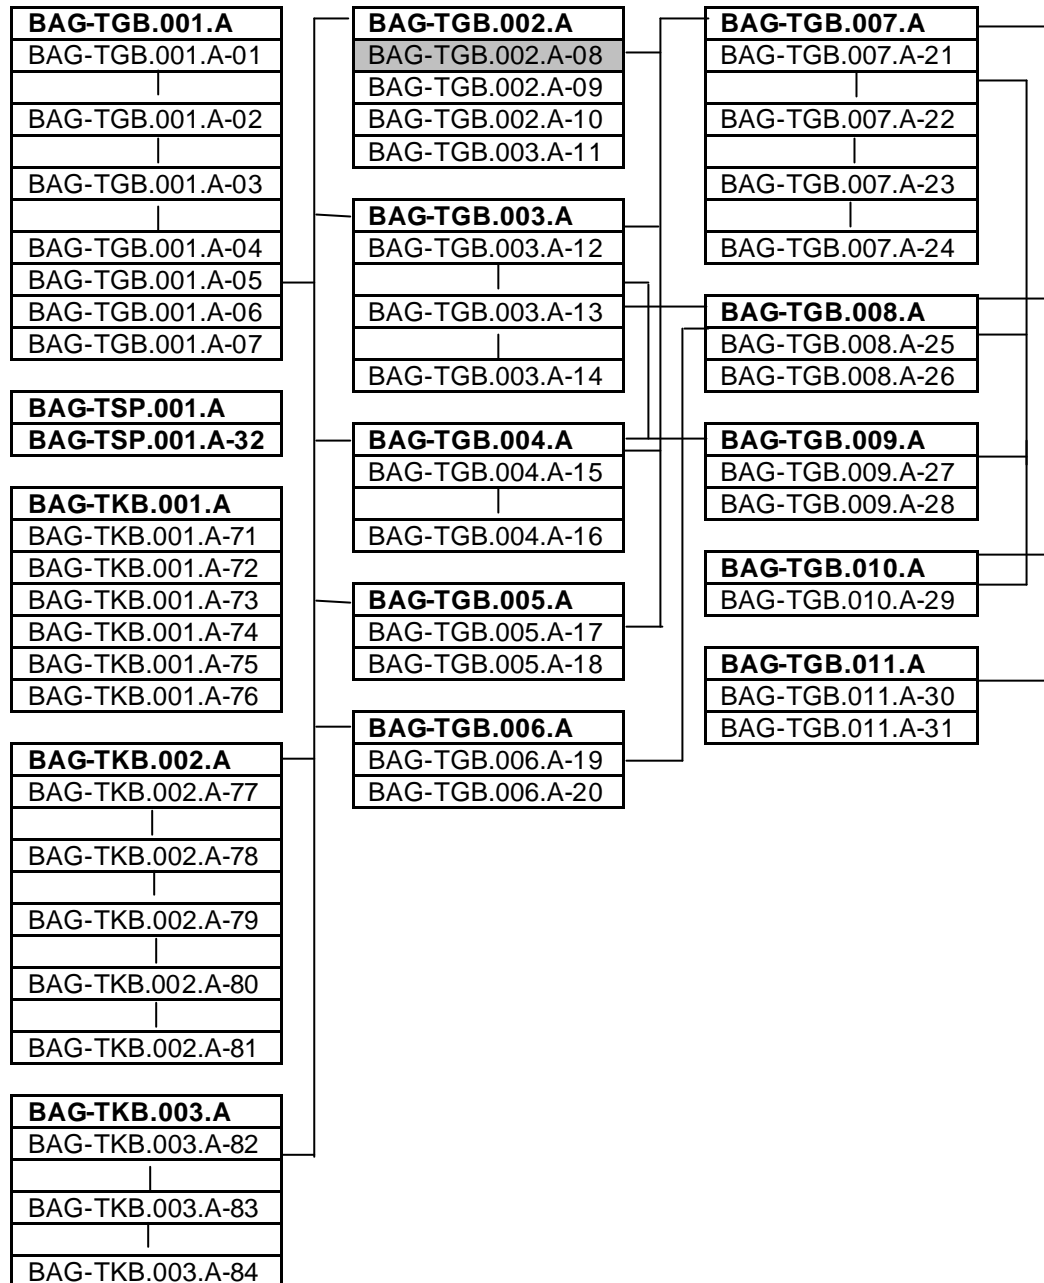 BAG-TGB.001.A
BAG-TGB.001.A-01
BAG-TGB.001.A-02
BAG-TGB.001.A-03
BAG-TGB.001.A-04
BAG-TGB.001.A-05
BAG-TGB.001.A-06
BAG-TGB.001.A-07
BAG-TSP.001.A
BAG-TSP.001.A-32
BAG-TKB.001.A
BAG-TKB.001.A-71
BAG-TKB.001.A-72
BAG-TKB.001.A-73
BAG-TKB.001.A-74
BAG-TKB.001.A-75
BAG-TKB.001.A-76
BAG-TKB.002.A
BAG-TKB.002.A-77
BAG-TKB.002.A-78
BAG-TKB.002.A-79
BAG-TKB.002.A-80
BAG-TKB.002.A-81
BAG-TKB.003.A
BAG-TKB.003.A-82
BAG-TKB.003.A-83
BAG-TKB.003.A-84
BAG-TGB.002.A
BAG-TGB.002.A-08
BAG-TGB.002.A-09
BAG-TGB.002.A-10
BAG-TGB.003.A-11
BAG-TGB.003.A
BAG-TGB.003.A-12
BAG-TGB.003.A-13
BAG-TGB.003.A-14
BAG-TGB.004.A
BAG-TGB.004.A-15
BAG-TGB.004.A-16
BAG-TGB.005.A
BAG-TGB.005.A-17
BAG-TGB.005.A-18
BAG-TGB.006.A
BAG-TGB.006.A-19
BAG-TGB.006.A-20
BAG-TGB.007.A
BAG-TGB.007.A-21
BAG-TGB.007.A-22
BAG-TGB.007.A-23
BAG-TGB.007.A-24
BAG-TGB.008.A
BAG-TGB.008.A-25
BAG-TGB.008.A-26
BAG-TGB.009.A
BAG-TGB.009.A-27
BAG-TGB.009.A-28
BAG-TGB.010.A
BAG-TGB.010.A-29
BAG-TGB.011.A
BAG-TGB.011.A-30
BAG-TGB.011.A-31